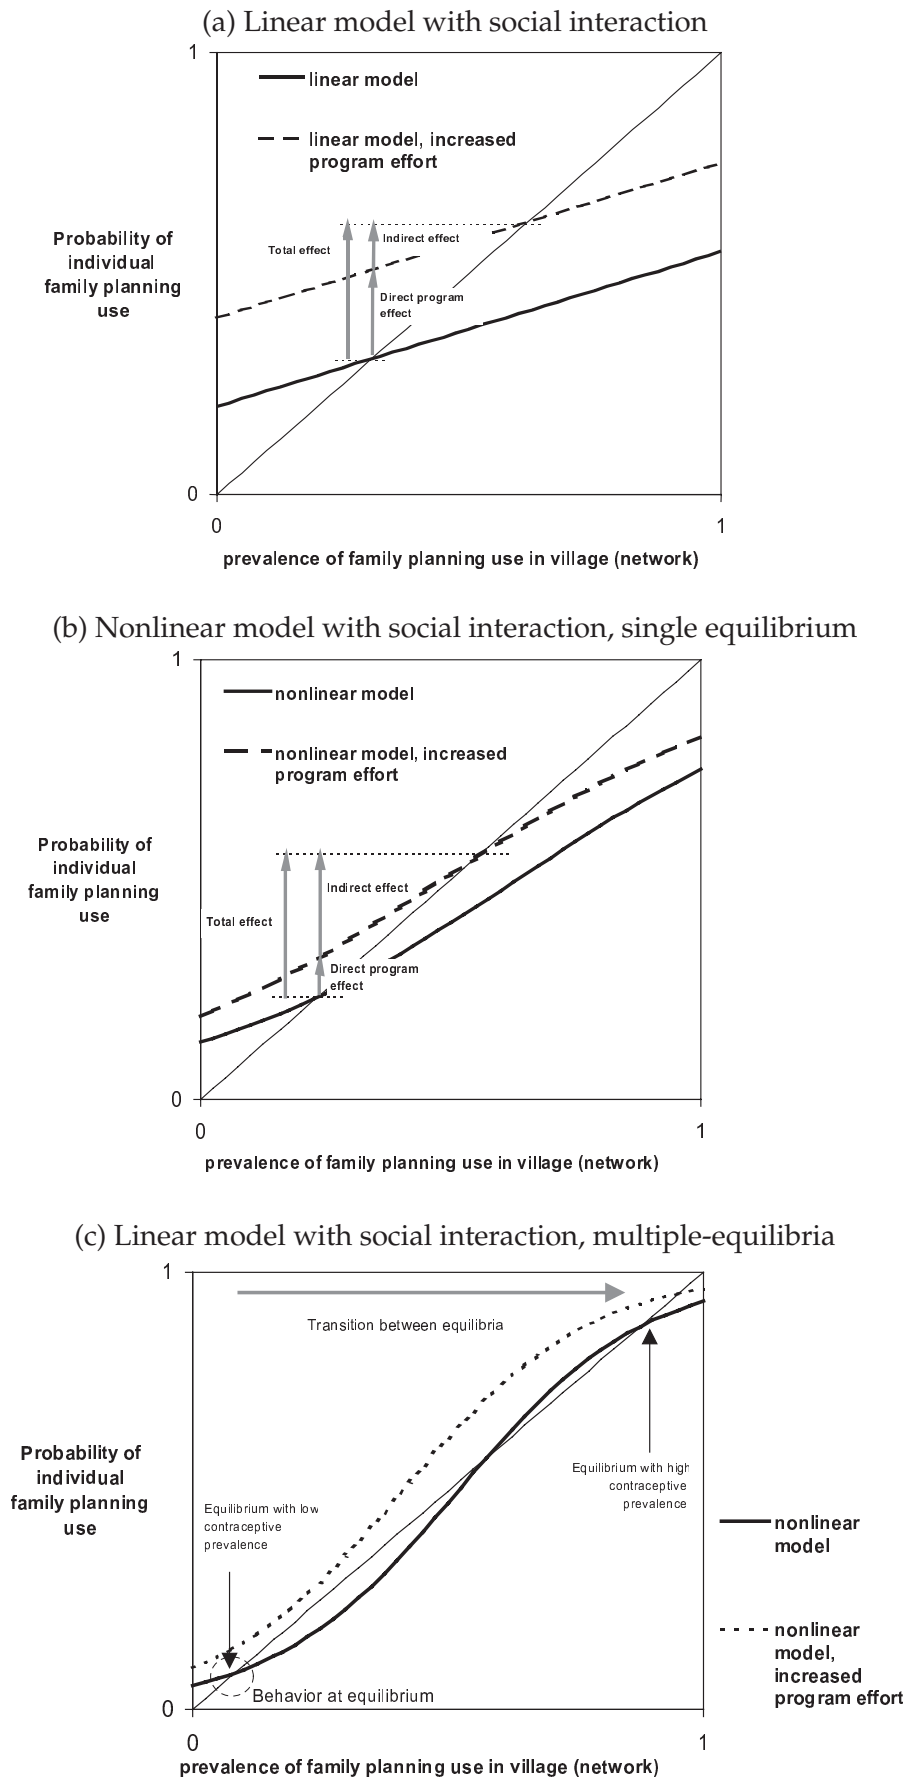 (a) Linear model with social interaction
1
linear model
linear model, increased
program effort
Probability of
individual
family planning
use
Total effect
Indirect effect
Direct program
effect
0
0
1
prevalence of family planning use in village (network)
(b) Nonlinear model with social interaction, single equilibrium
1
nonlinear model
nonlinear model, increased
program effort
Probability of
individual
family planning
use
Indirect effect
Total effect
Direct program
effect
0
0
1
prevalence of family planning use in village (network)
(c) Linear model with social interaction, multiple-equilibria
1
Transition between equilibria
Probability of
individual
family planning
use
Equilibrium with high
contraceptive
prevalence
Equilibrium with low
contraceptive
prevalence
nonlinear
model
nonlinear
model,
increased
program effort
Behavior at equilibrium
0
0
1
prevalence of family planning use in village (network)